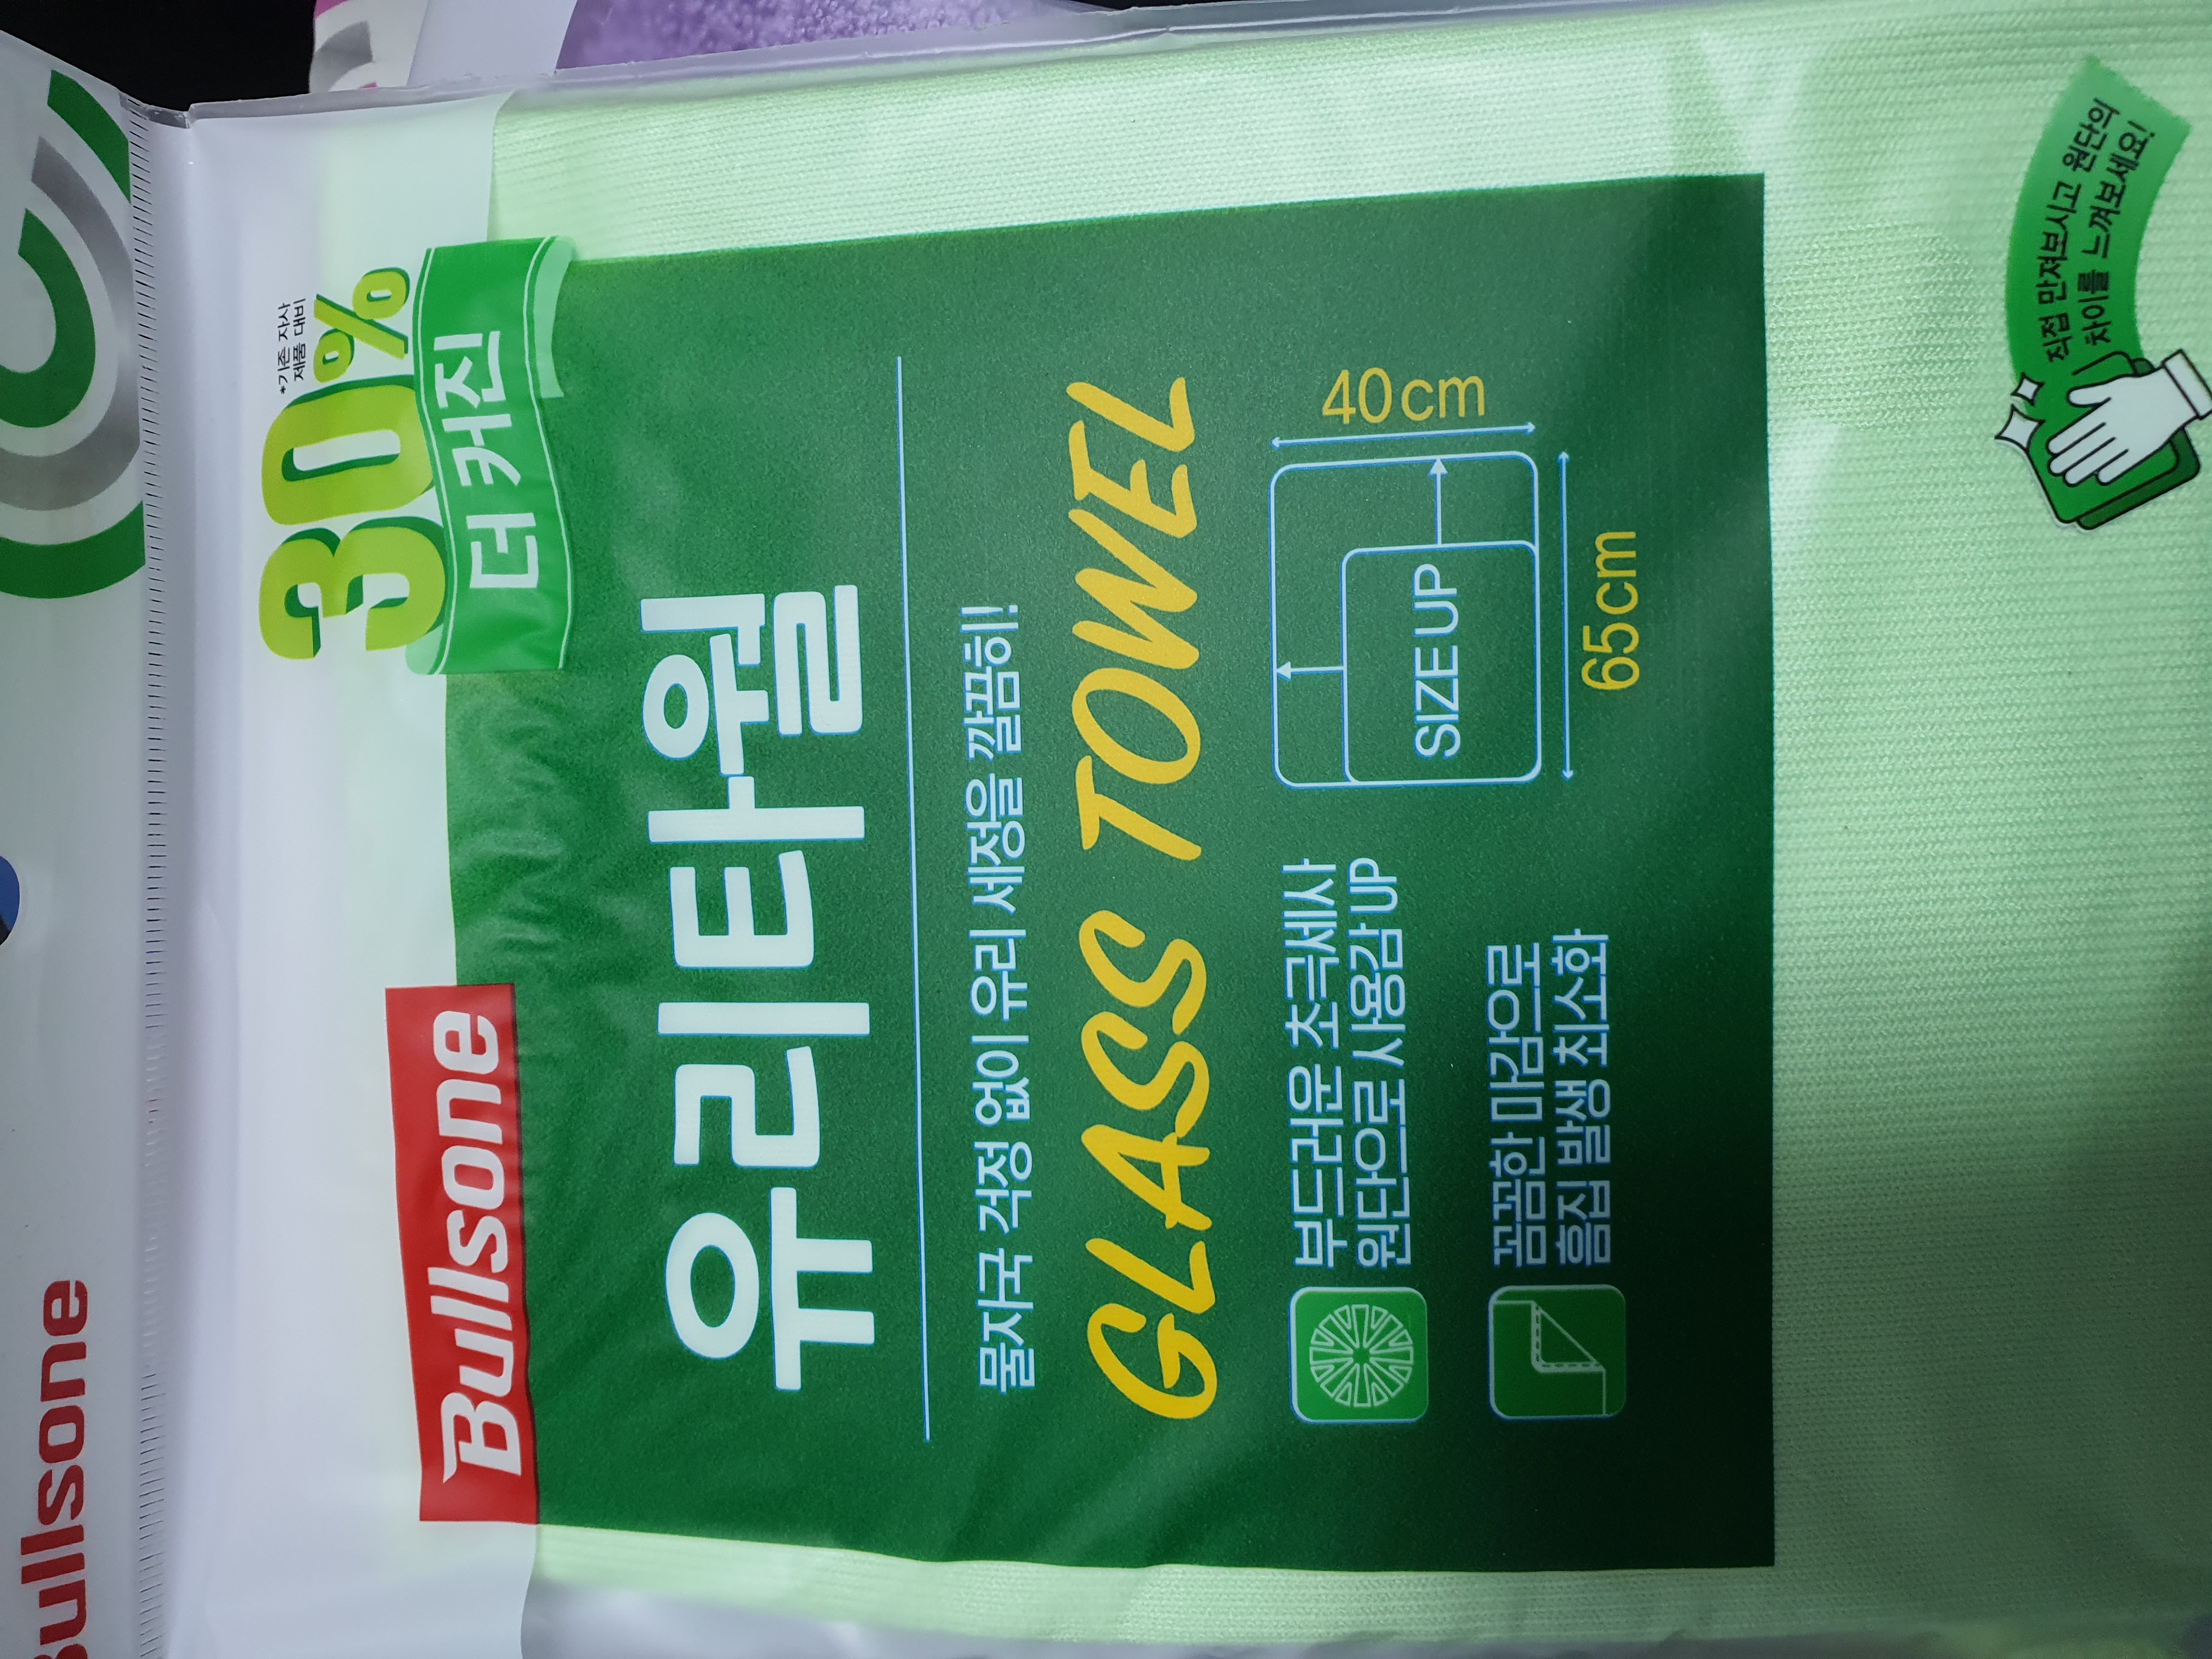 Bullsone
*기존 자사
제품 대비
30%
더 커진
Bullsone
유리타월
물자국 걱정 없이 유리 세정을 깔끔히!
GLASS TOWEL
부드러운 초극세사
원단으로 사용감 UP
꼼꼼한 마감으로
흠집 발생 최소화
SIZE UP
40cm
65cm
직접 만져보시고 원단의
차이를 느껴보세요!